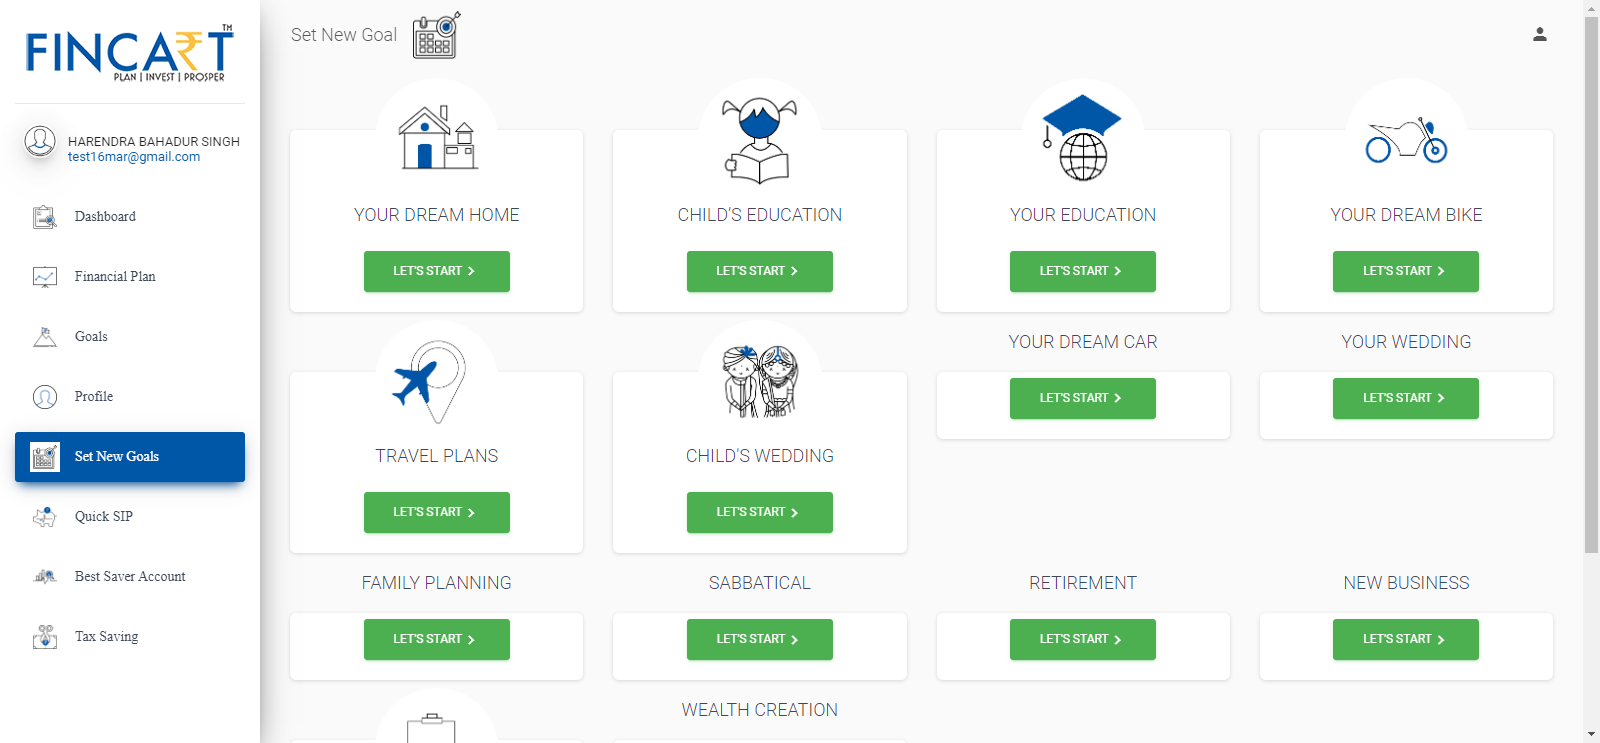 FINCART™
PLAN | INVEST | PROSPER
HARENDRA BAHADUR SINGH
test16mar@gmail.com
Dashboard
Financial Plan
Goals
Profile
Set New Goals
Quick SIP
Best Saver Account
Tax Saving
Set New Goal
YOUR DREAM HOME
LET'S START
CHILD'S EDUCATION
LET'S START
YOUR EDUCATION
LET'S START
YOUR DREAM BIKE
LET'S START
TRAVEL PLANS
LET'S START
CHILD'S WEDDING
LET'S START
YOUR DREAM CAR
LET'S START
YOUR WEDDING
LET'S START
FAMILY PLANNING
LET'S START
SABBATICAL
LET'S START
RETIREMENT
LET'S START
NEW BUSINESS
LET'S START
WEALTH CREATION